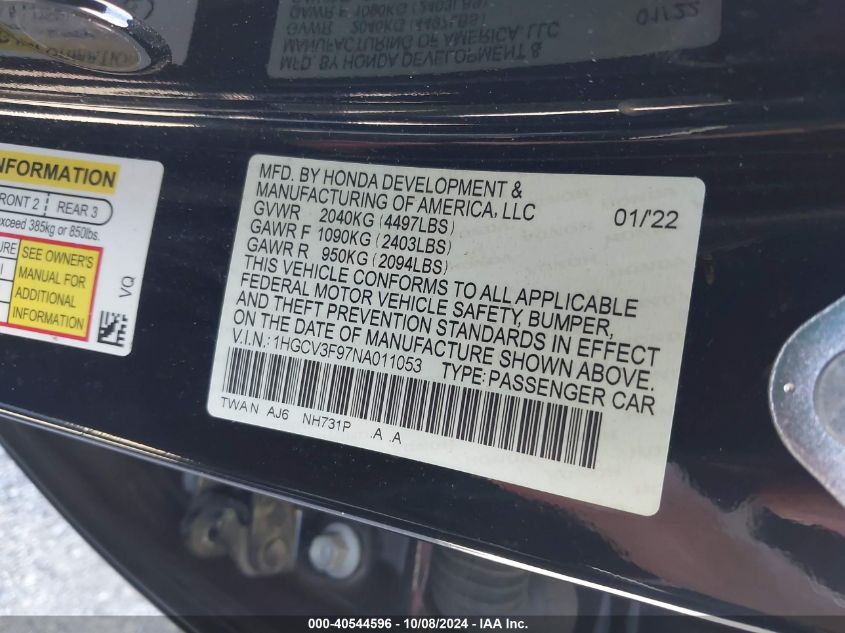 MFD. BY HONDA DEVELOPMENT &
MANUFACTURING OF AMERICA, LLC
GVWR 2040KG (4497LBS) 01/'22
GAWR F 1090KG (2403LBS)
GAWR R 950KG (2094LBS)
THIS VEHICLE CONFORMS TO ALL APPLICABLE
FEDERAL MOTOR VEHICLE SAFETY, BUMPER,
AND THEFT PREVENTION STANDARDS IN EFFECT
ON THE DATE OF MANUFACTURE SHOWN ABOVE.
V.I.N.: 1HGCV3F97NA011053 TYPE: PASSENGER CAR
TWA N AJ6 NH731P .A .A
INFORMATION
FRONT 2 REAR 3
exceed 385kg or 850lbs.
SEE OWNER'S
MANUAL FOR
ADDITIONAL
INFORMATION
VQ
000-40544596 - 10/08/2024 - IAA Inc.